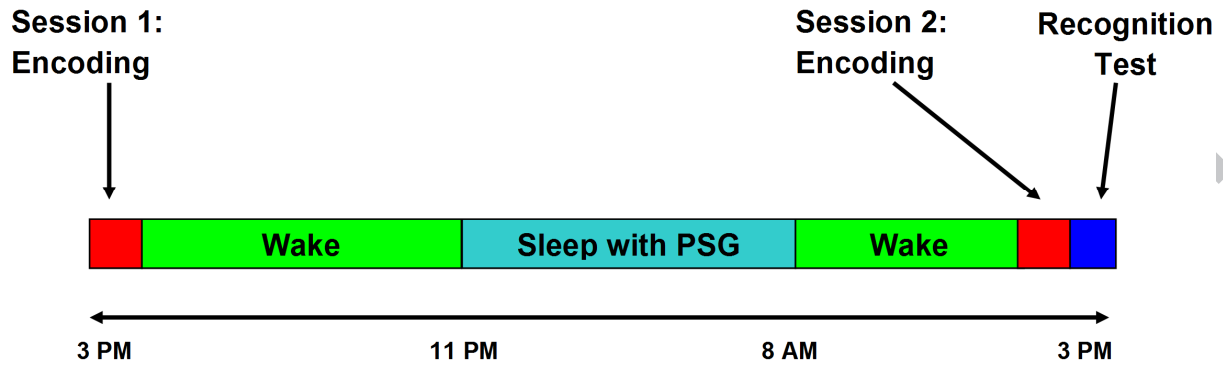 Session 1:
Encoding
Session 2:
Encoding
Recognition
Test
Wake
Sleep with PSG
Wake
3 PM
11 PM
8 AM
3 PM